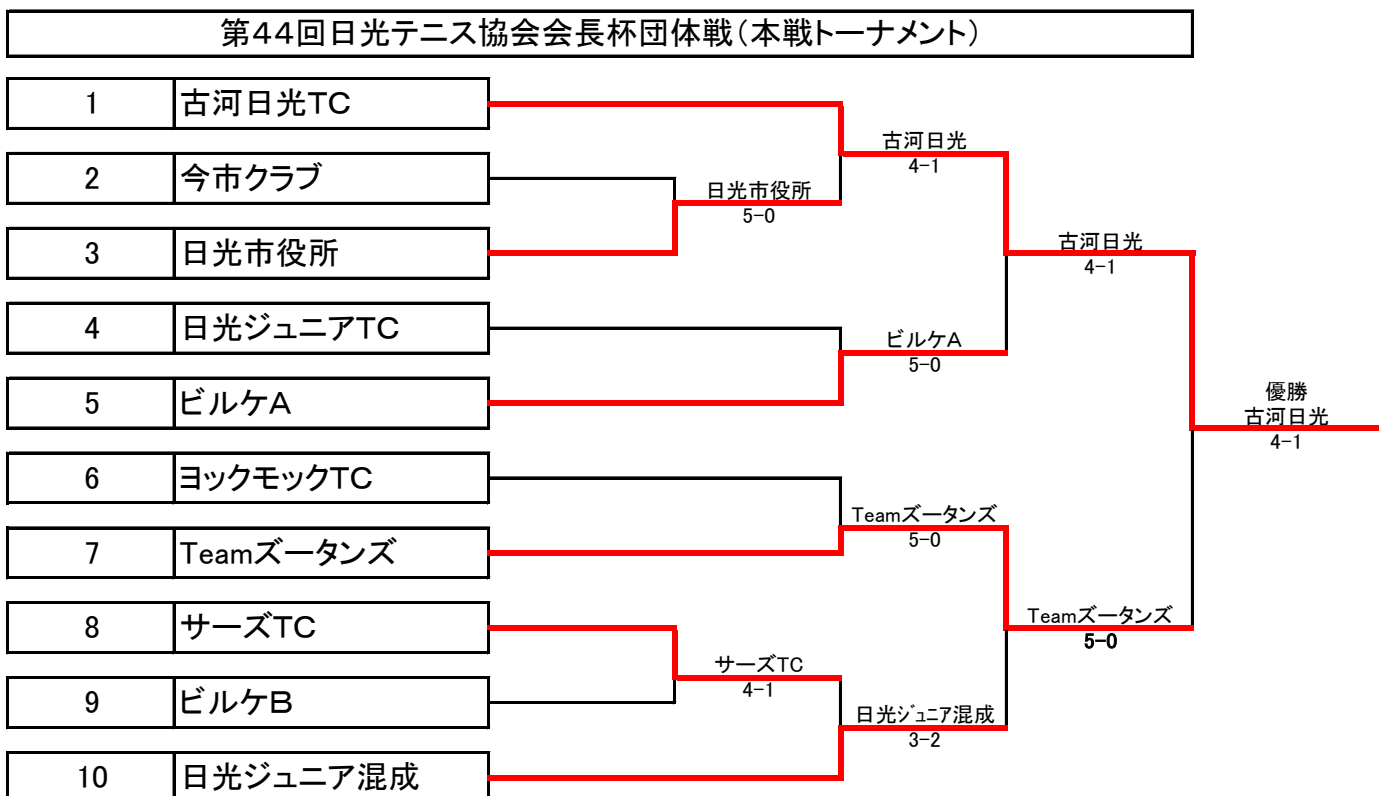 第44回日光テニス協会会長杯団体戦(本戦トーナメント)
1 古河日光TC
2 今市クラブ
3 日光市役所
4 日光ジュニアTC
5 ビルケA
6 ヨックモックTC
7 Teamズータンズ
8 サーズTC
9 ビルケB
10 日光ジュニア混成
日光市役所
5-0
サーズTC
4-1
古河日光
4-1
ビルケA
5-0
Teamズータンズ
5-0
日光ジュニア混成
3-2
古河日光
4-1
Teamズータンズ
5-0
優勝
古河日光
4-1